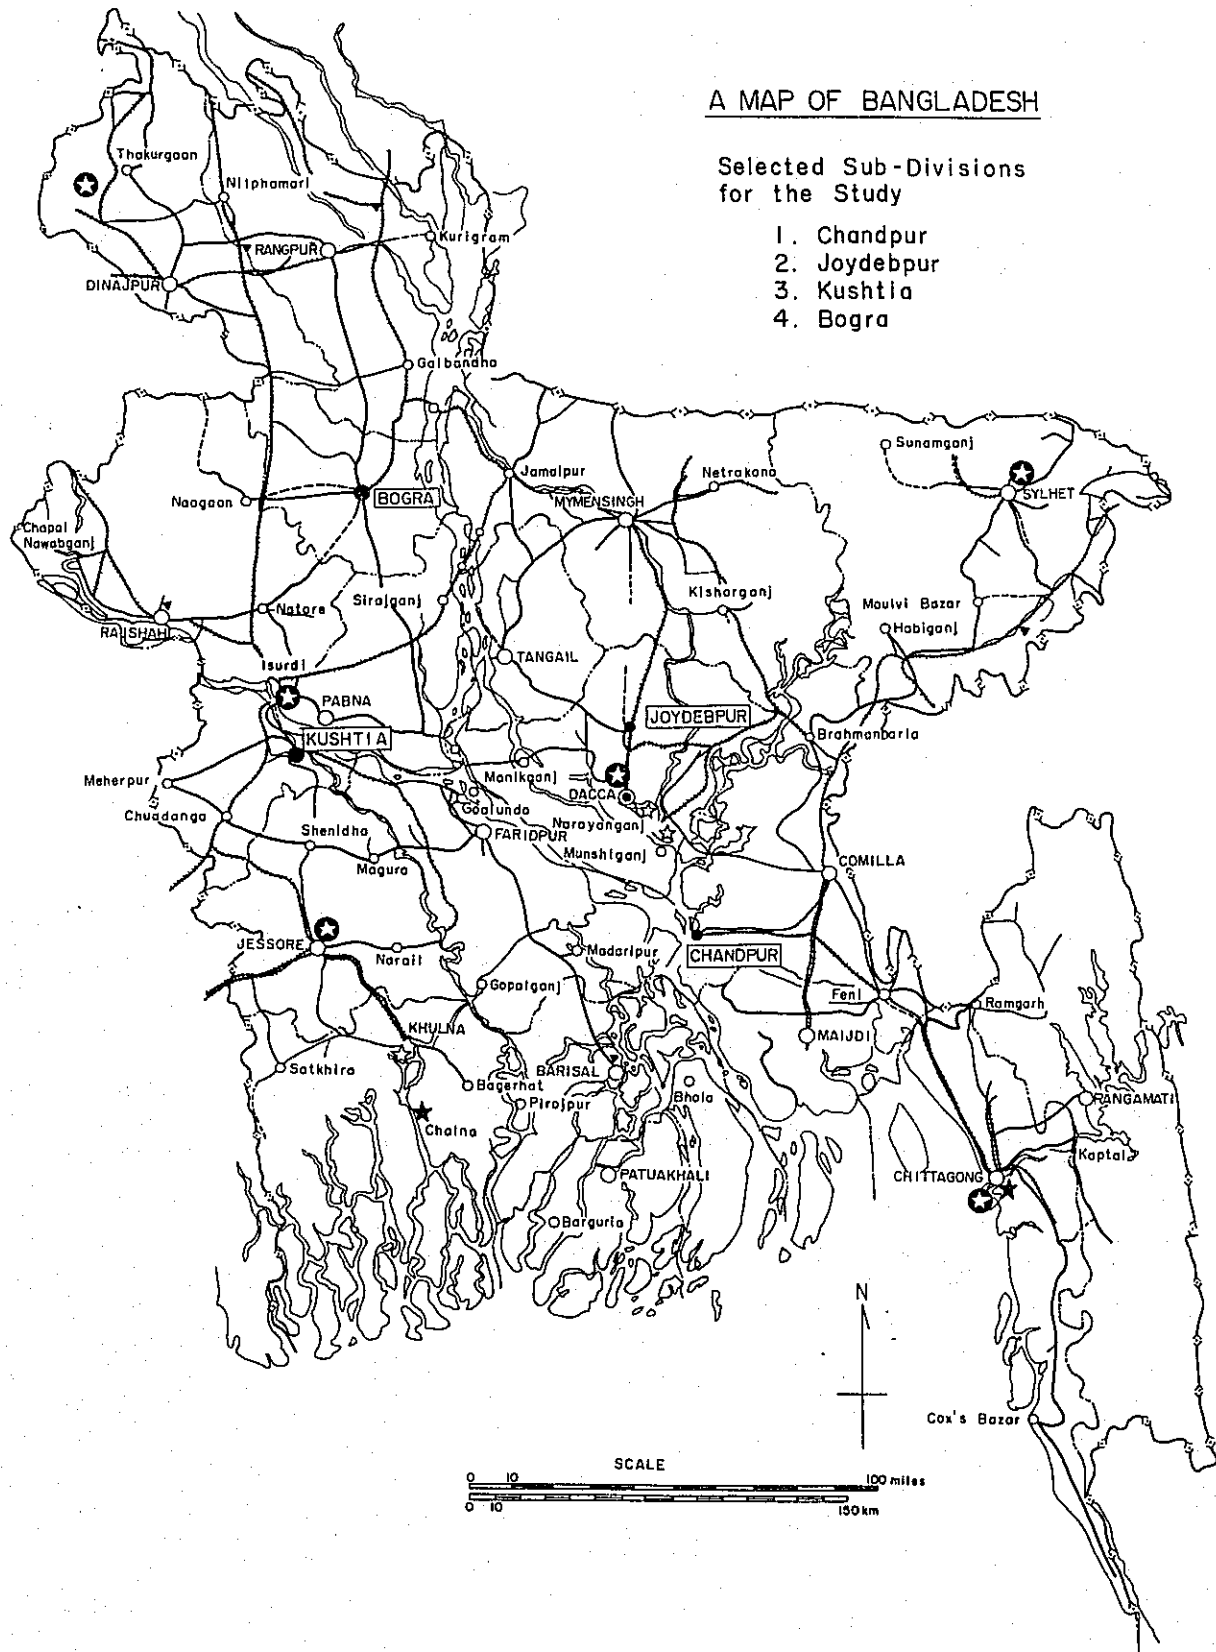 A MAP OF BANGLADESH
Selected Sub-Divisions
for the Study
1. Chandpur
2. Joydebpur
3. Kushtia
4. Bogra
Thakurgaon
Nilphamari
RANGPUR
Kurigram
DINAJPUR
Gaibandha
Sunamganj
Jamalpur
Netrakona
SYLHET
Naogaon
BOGRA
MYMENSINGH
Chapai
Nawabganj
Natore
Sirajganj
Kishorganj
Moulvi Bazar
Habiganj
RAJSHAHI
Isurdi
TANGAIL
PABNA
JOYDEBPUR
KUSHTIA
Brahmanbaria
Meherpur
Manikganj
DACCA
Chuadanga
Goalundo
Narayanganj
Shenidha
FARIDPUR
Munshiganj
Magura
COMILLA
JESSORE
Narail
Madaripur
CHANDPUR
Gopalganj
Feni
Ramgarh
KHULNA
MAIJDI
Satkhira
Bagerhat
BARISAL
Bhola
Pirojpur
RANGAMATI
Chalna
Kaptai
PATUAKHALI
CHITTAGONG
Barguria
N
Cox's Bazar
SCALE
0 10 100 miles
0 10 150 km